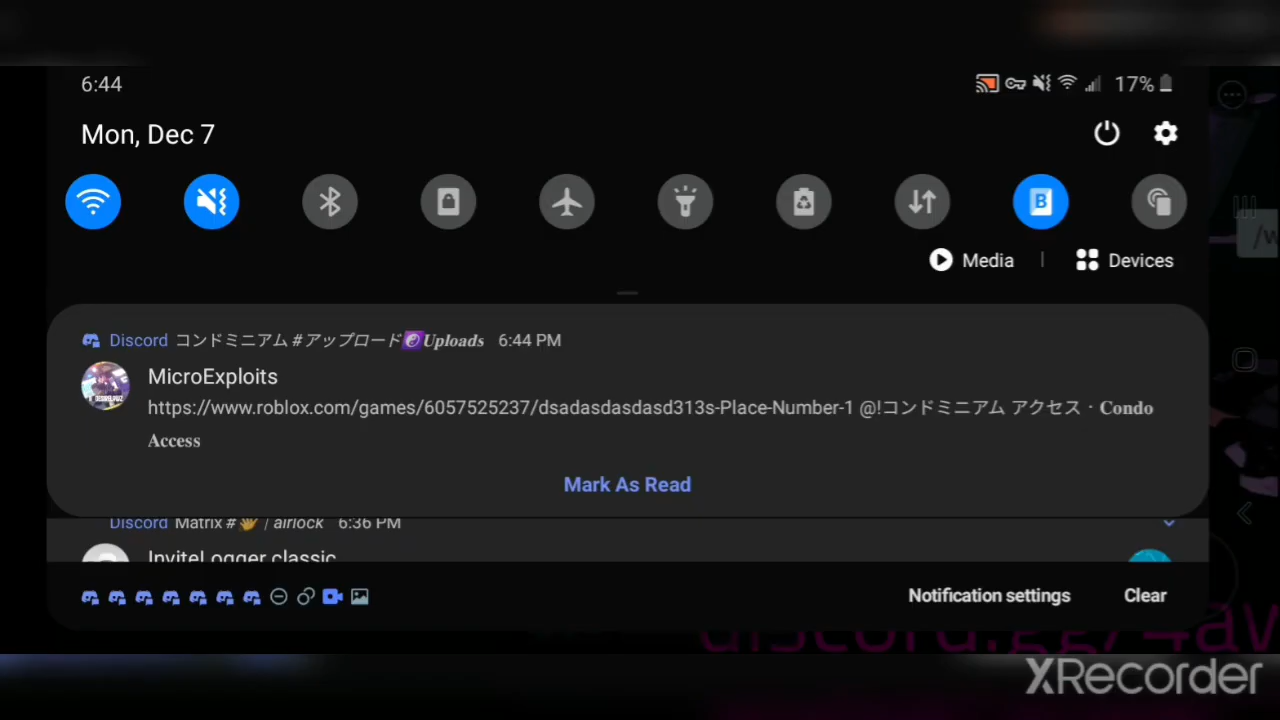 6:44
17%
Mon, Dec 7
B
Media
Devices
Discord コンドミニアム #アップロード☯Uploads 6:44 PM
MicroExploits
https://www.roblox.com/games/6057525237/dsadasdasdasd313s-Place-Number-1 @!コンドミニアム アクセス · Condo
Access
Mark As Read
Discord Matrix #👋 / airlock 6:36 PM
InviteLogger classic
Notification settings
Clear
XRecorder